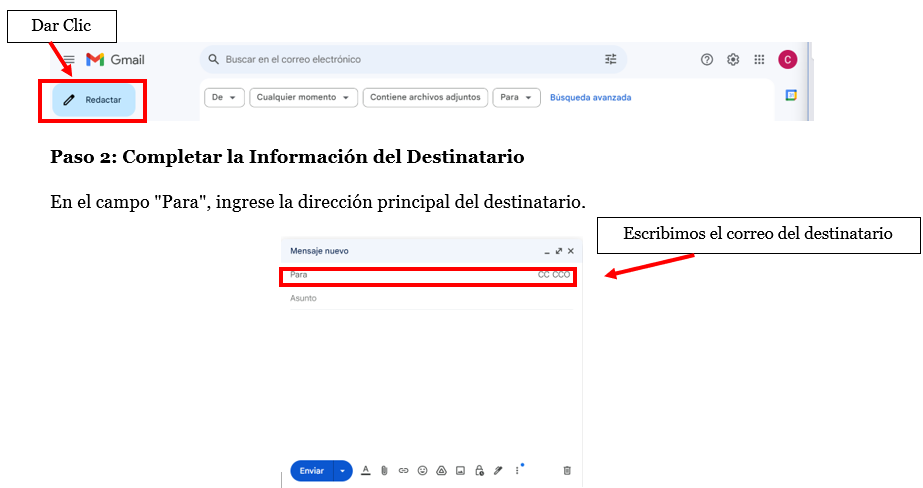 Dar Clic
Gmail
Buscar en el correo electrónico
C
Redactar
De
Cualquier momento
Contiene archivos adjuntos
Para
Búsqueda avanzada
Paso 2: Completar la Información del Destinatario
En el campo "Para", ingrese la dirección principal del destinatario.
Escribimos el correo del destinatario
Mensaje nuevo
Para CC CCO
Asunto
Enviar